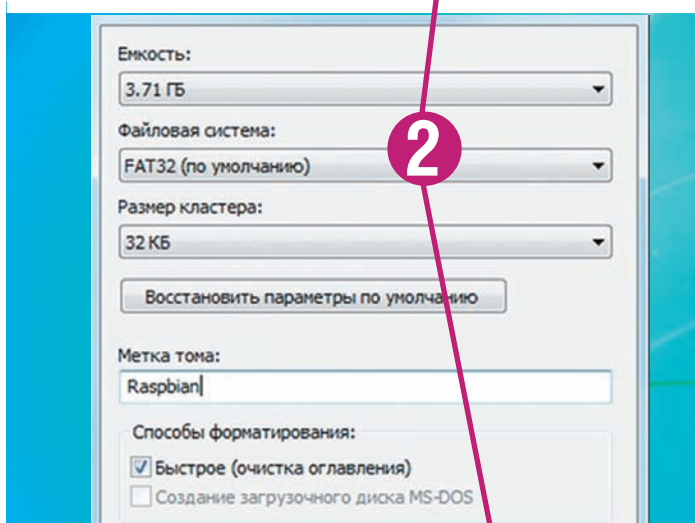 Емкость:
3.71 ГБ
Файловая система:
2
FAT32 (по умолчанию)
Размер кластера:
32 КБ
Восстановить параметры по умолчанию
Метка тома:
Raspbian
Способы форматирования:
Быстрое (очистка оглавления)
Создание загрузочного диска MS-DOS